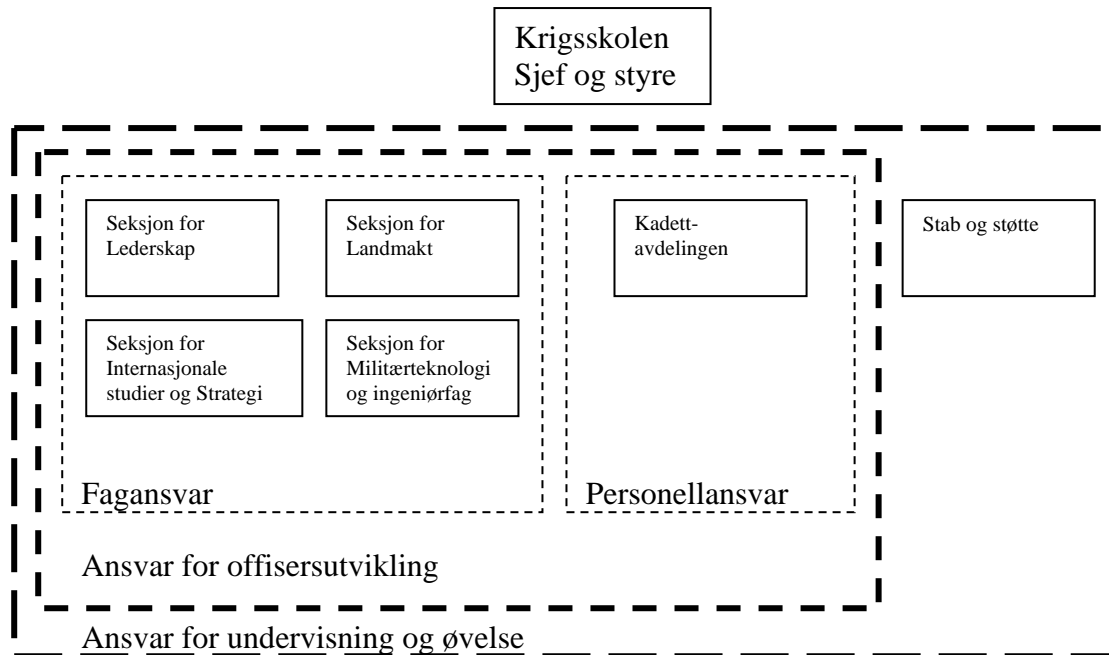 Krigsskolen
Sjef og styre
Seksjon for
Lederskap
Seksjon for
Landmakt
Kadett-
avdelingen
Stab og støtte
Seksjon for
Internasjonale
studier og Strategi
Seksjon for
Militærteknologi
og ingeniørfag
Fagansvar
Personellansvar
Ansvar for offisersutvikling
Ansvar for undervisning og øvelse